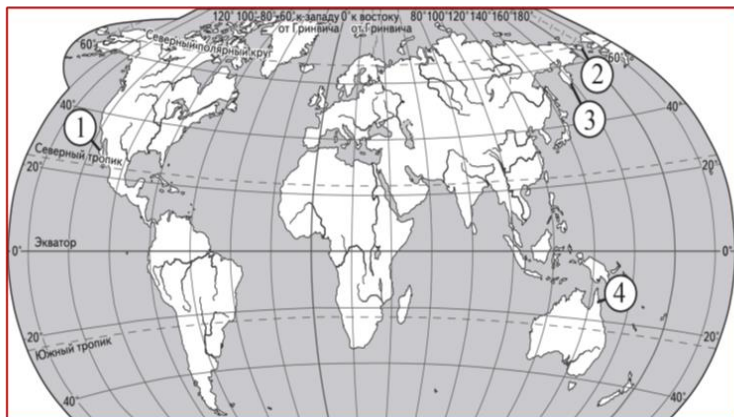 120° 100° 80° 60° к западу 0° к востоку 80° 100° 120° 140° 160° 180°
от Гринвича от Гринвича
Северный полярный круг
60°
60°
2
3
40°
40°
1
Северный тропик
20°
20°
Экватор
0°
0°
4
20°
20°
Южный тропик
40°
40°